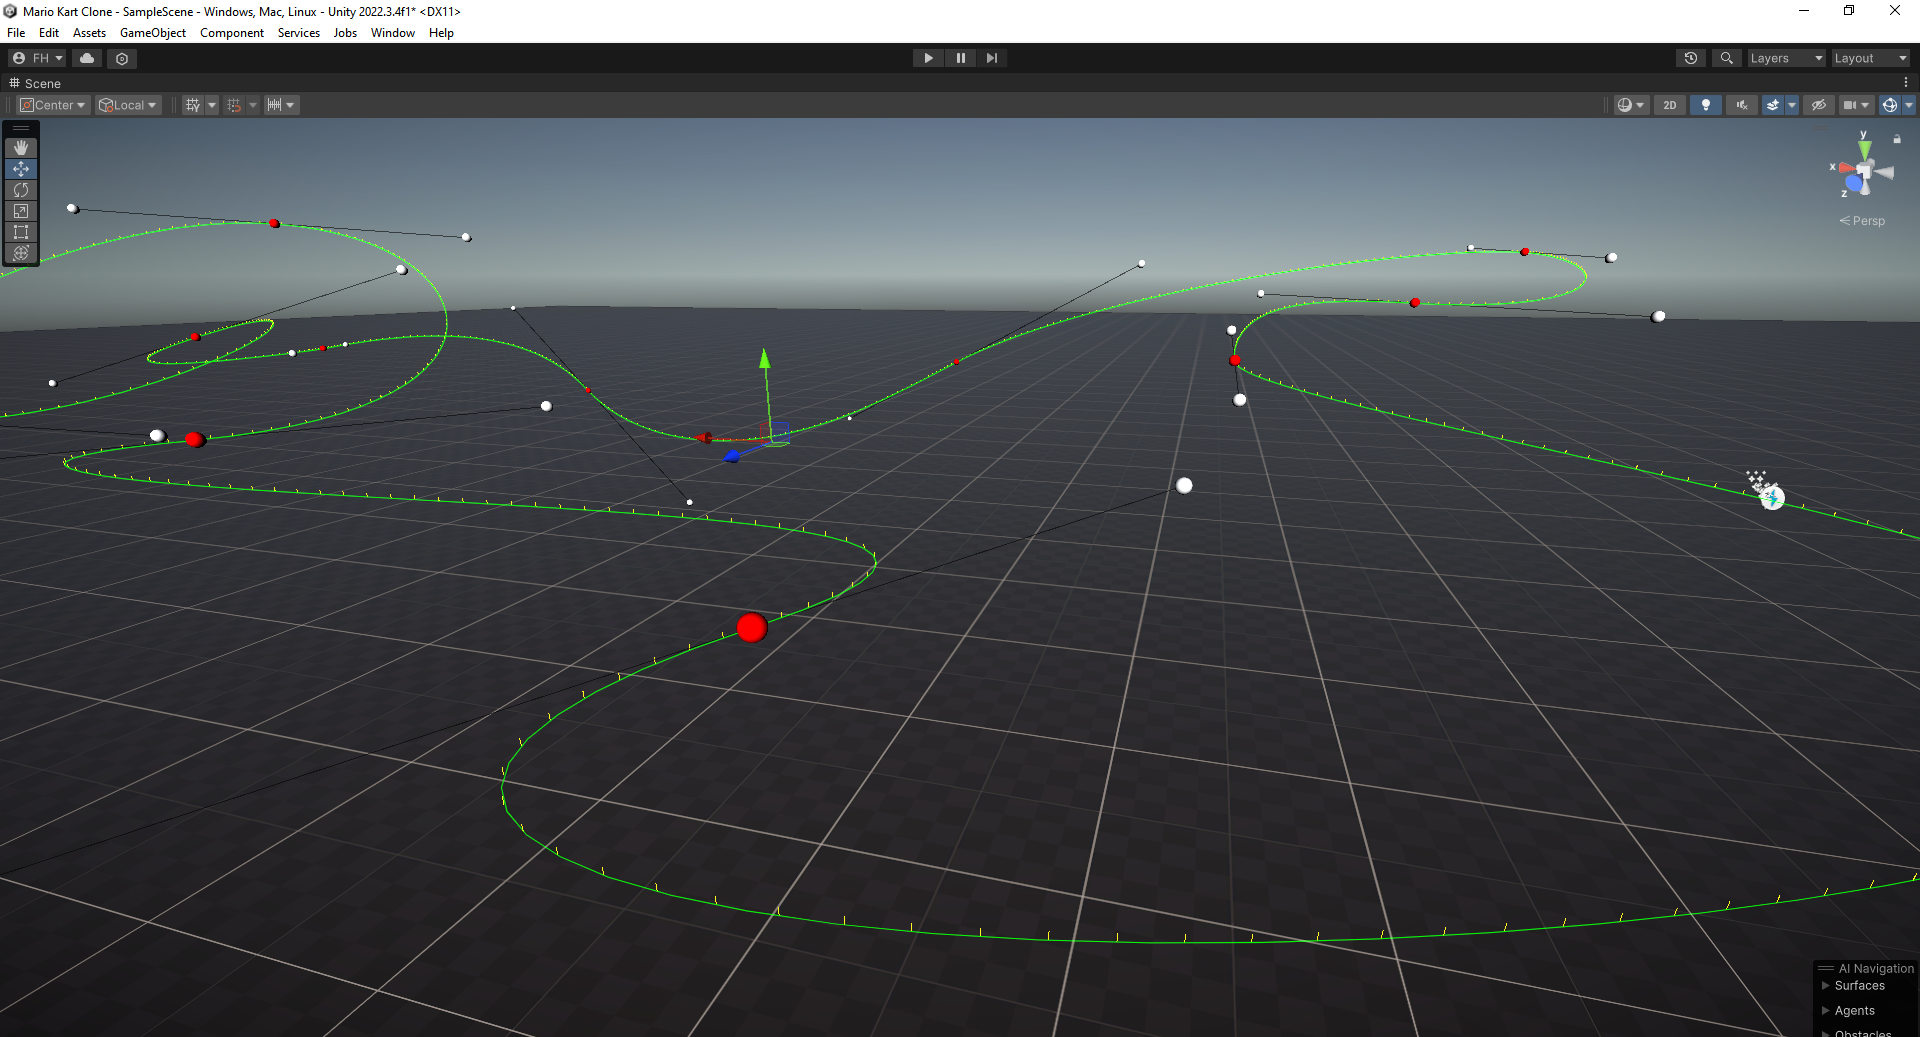 Mario Kart Clone - SampleScene - Windows, Mac, Linux - Unity 2022.3.4f1* <DX11>
File Edit Assets GameObject Component Services Jobs Window Help
FH Layers Layout
Scene
Center Local 2D
y
x
z
Persp
AI Navigation
Surfaces
Agents
Obstacles